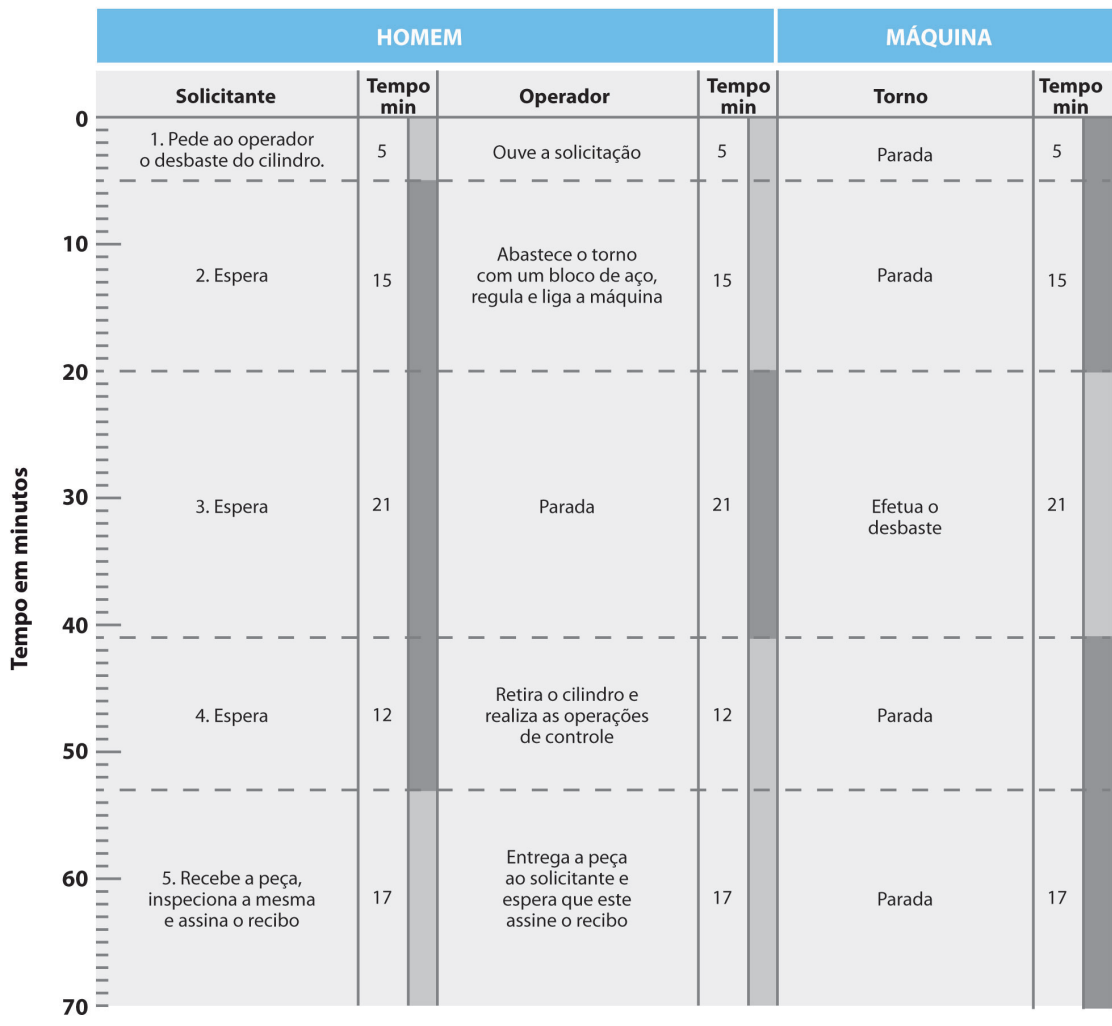 HOMEM
MÁQUINA
Solicitante
Tempo
min
Operador
Tempo
min
Torno
Tempo
min
0
1. Pede ao operador
o desbaste do cilindro.
5
Ouve a solicitação
5
Parada
5
10
2. Espera
15
Abastece o torno
com um bloco de aço,
regula e liga a máquina
15
Parada
15
20
Tempo em minutos
30
3. Espera
21
Parada
21
Efetua o
desbaste
21
40
4. Espera
12
Retira o cilindro e
realiza as operações
de controle
12
Parada
12
50
5. Recebe a peça,
inspeciona a mesma
e assina o recibo
17
Entrega a peça
ao solicitante e
espera que este
assine o recibo
17
Parada
17
60
70